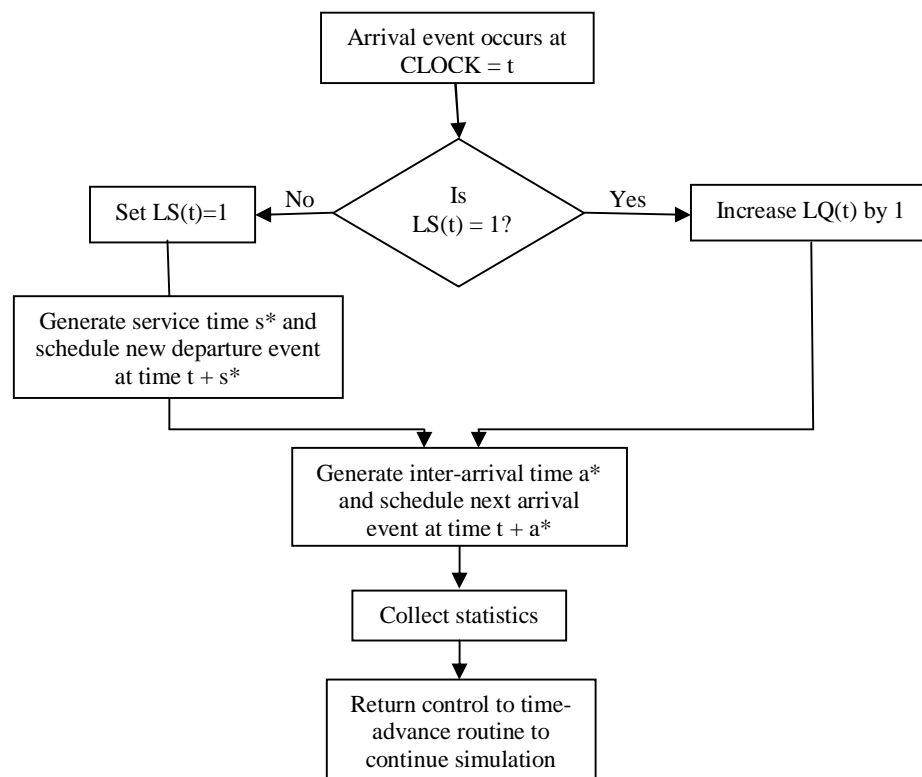 Arrival event occurs at
CLOCK = t
Is
LS(t) = 1?
No
Yes
Set LS(t)=1
Increase LQ(t) by 1
Generate service time s* and
schedule new departure event
at time t + s*
Generate inter-arrival time a*
and schedule next arrival
event at time t + a*
Collect statistics
Return control to time-
advance routine to
continue simulation